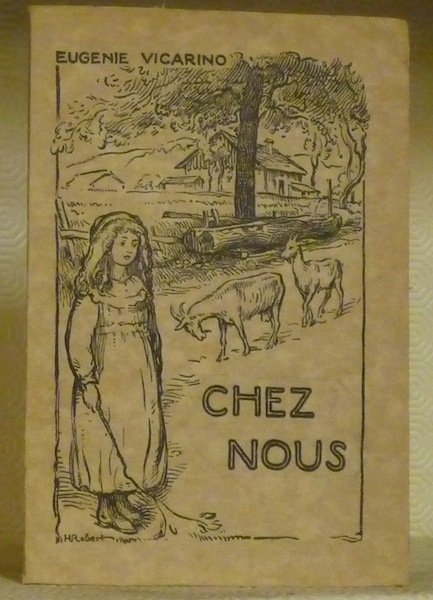 EUGENIE VICARINO
CHEZ
NOUS
H Robert